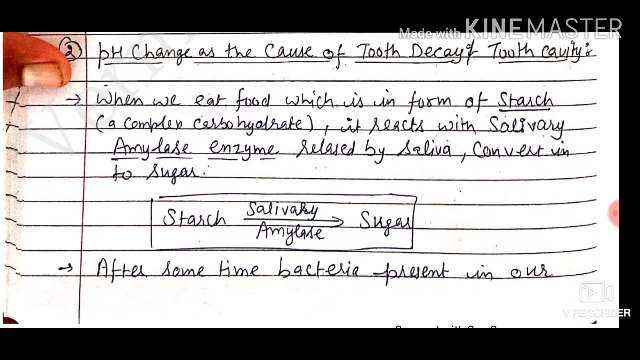 Made with KINEMASTER
② pH Change as the Cause of Tooth Decay & Tooth cavity :-
→ When we eat food which is in form of Starch
(a complex carbohydrate), it reacts with Salivary
Amylase enzyme relased by saliva, convert in
to sugar.
Starch Salivary Amylase → Sugar
→ After some time bacteria present in our
V RECORDER